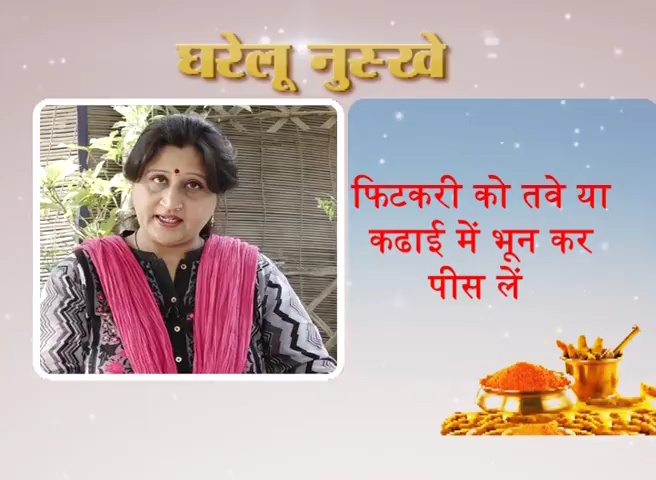 घरेलू नुस्खे
फिटकरी को तवे या
कढाई में भून कर
पीस लें